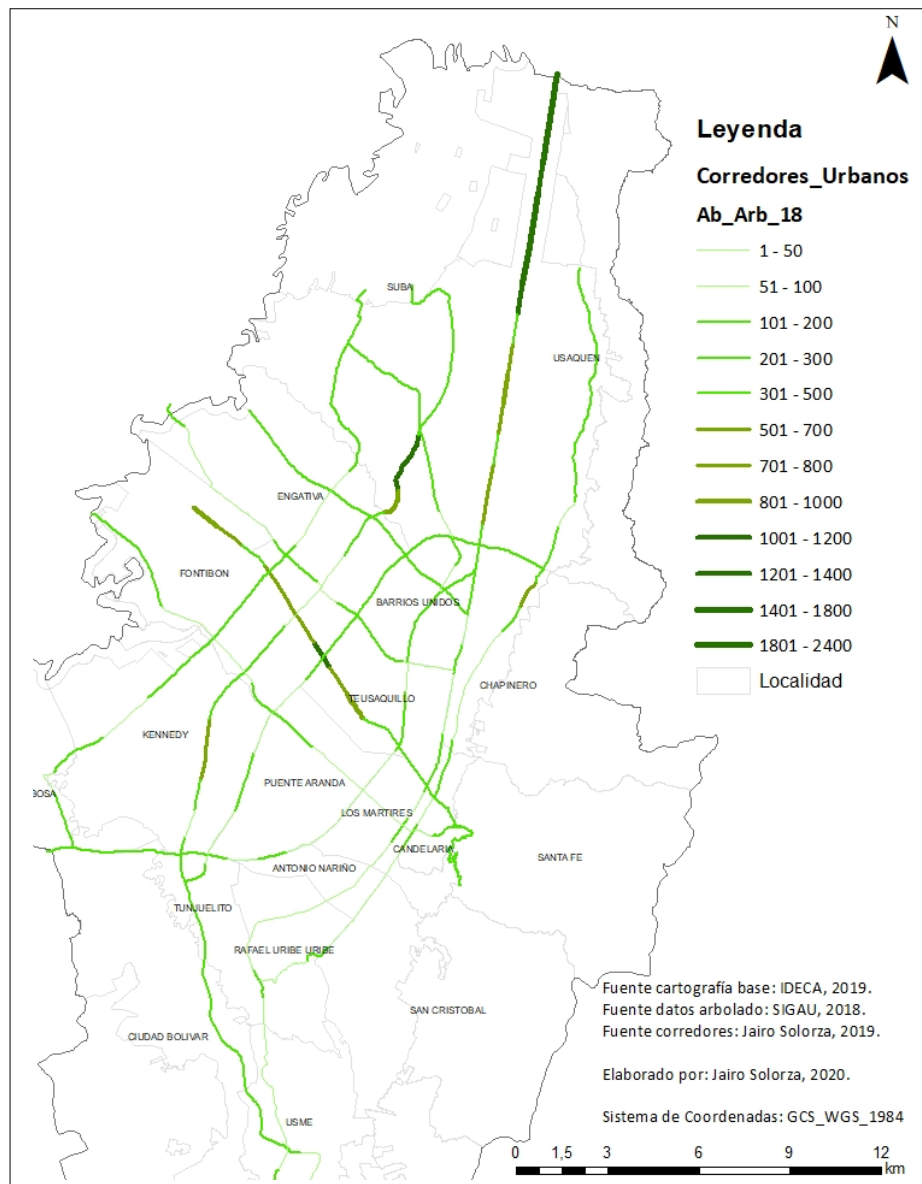 N
Leyenda
Corredores_Urbanos
Ab_Arb_18
1 - 50
51 - 100
101 - 200
201 - 300
301 - 500
501 - 700
701 - 800
801 - 1000
1001 - 1200
1201 - 1400
1401 - 1800
1801 - 2400
Localidad
SUBA
USAQUEN
ENGATIVA
FONTIBON
BARRIOS UNIDOS
CHAPINERO
TEUSAQUILLO
KENNEDY
PUENTE ARANDA
OSA
LOS MARTIRES
CANDELARIA
SANTA FE
ANTONIO NARIÑO
TUNJUELITO
RAFAEL URIBE URIBE
SAN CRISTOBAL
CIUDAD BOLIVAR
USME
Fuente cartografía base: IDECA, 2019.
Fuente datos arbolado: SIGAU, 2018.
Fuente corredores: Jairo Solorza, 2019.
Elaborado por: Jairo Solorza, 2020.
Sistema de Coordenadas: GCS_WGS_1984
0 1,5 3 6 9 12
km